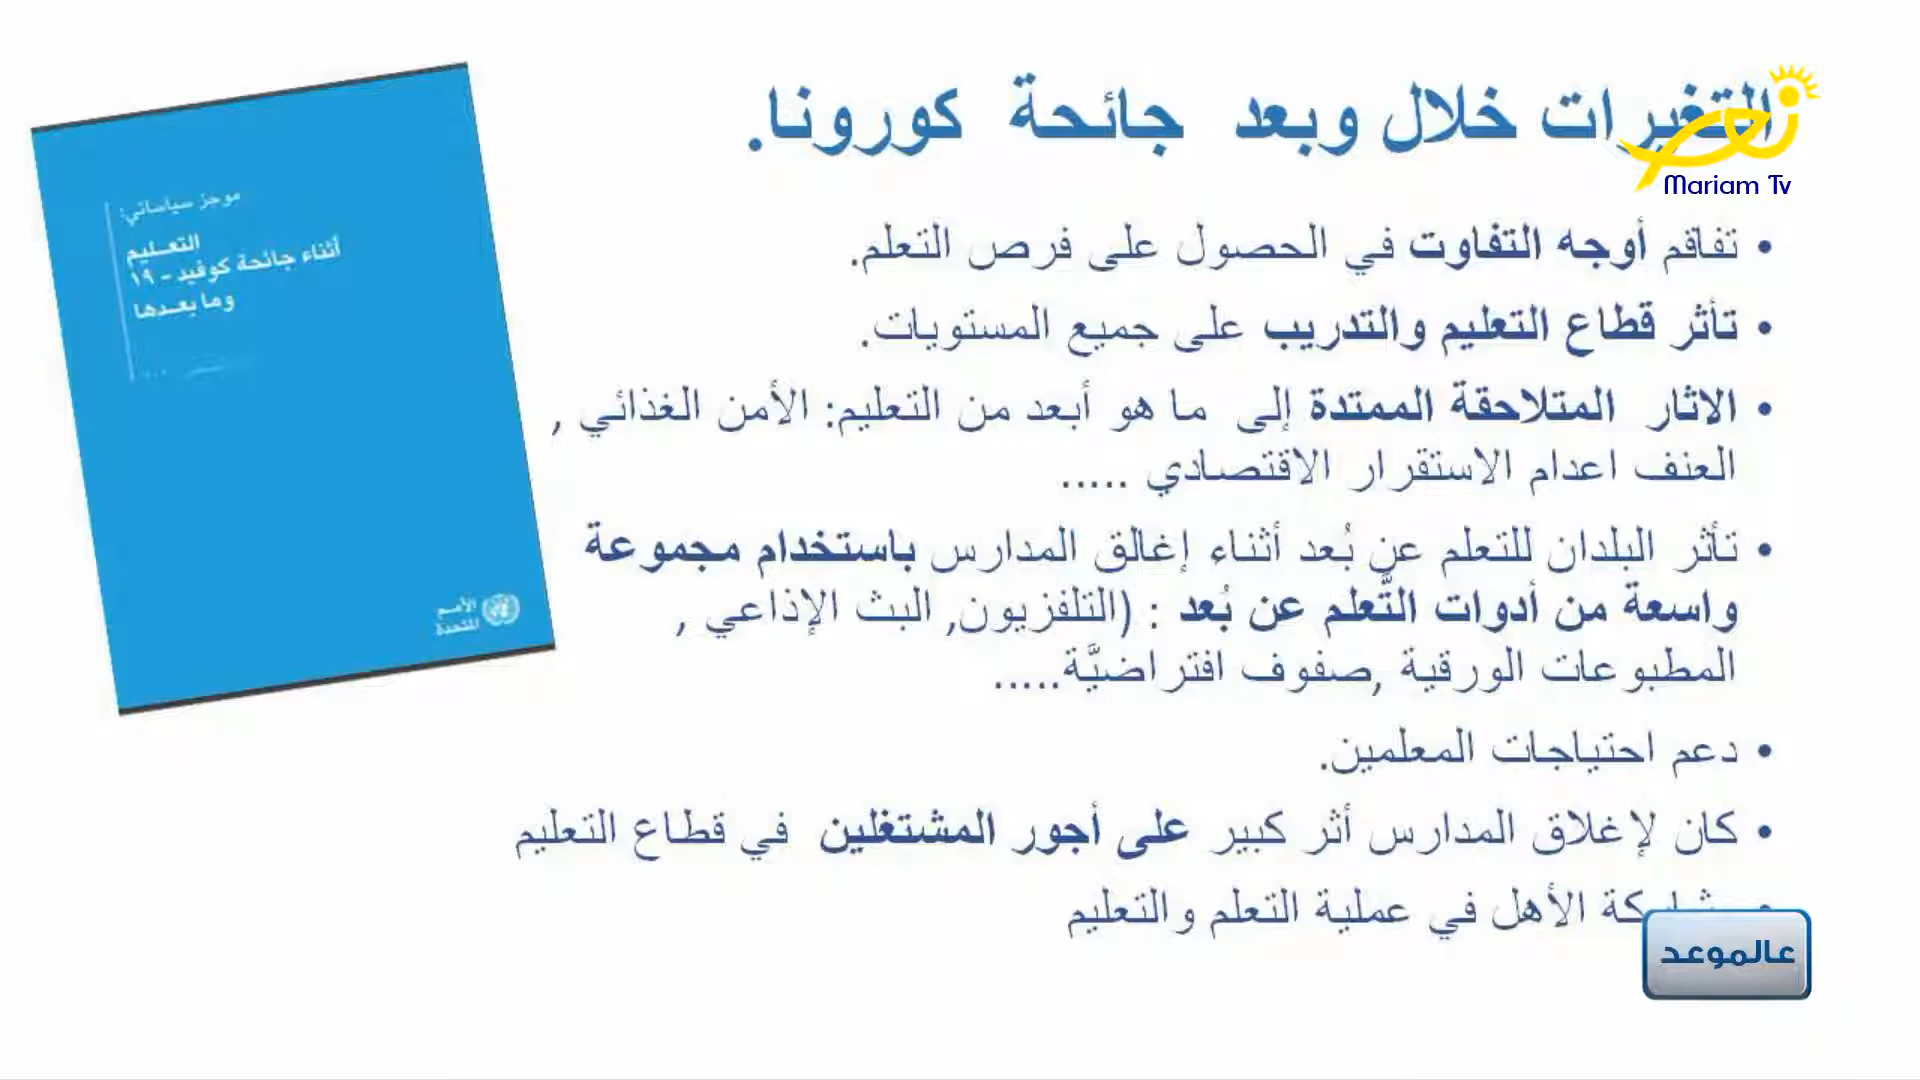 التغيرات خلال وبعد جائحة كورونا.
Mariam Tv
• تفاقم أوجه التفاوت في الحصول على فرص التعلم.
• تأثر قطاع التعليم والتدريب على جميع المستويات.
• الاثار المتلاحقة الممتدة إلى ما هو أبعد من التعليم: الأمن الغذائي ,
العنف اعدام الاستقرار الاقتصادي .....
• تأثر البلدان للتعلم عن بُعد أثناء إغالق المدارس باستخدام مجموعة
واسعة من أدوات التَّعلم عن بُعد : (التلفزيون, البث الإذاعي ,
المطبوعات الورقية ,صفوف افتراضيَّة.....
• دعم احتياجات المعلمين.
• كان لإغلاق المدارس أثر كبير على أجور المشتغلين في قطاع التعليم
• مشاركة الأهل في عملية التعلم والتعليم
عالموعد
موجز سياساتي:
التعليم
أثناء جائحة كوفيد - ١٩
وما بعدها
الأمم
المتحدة